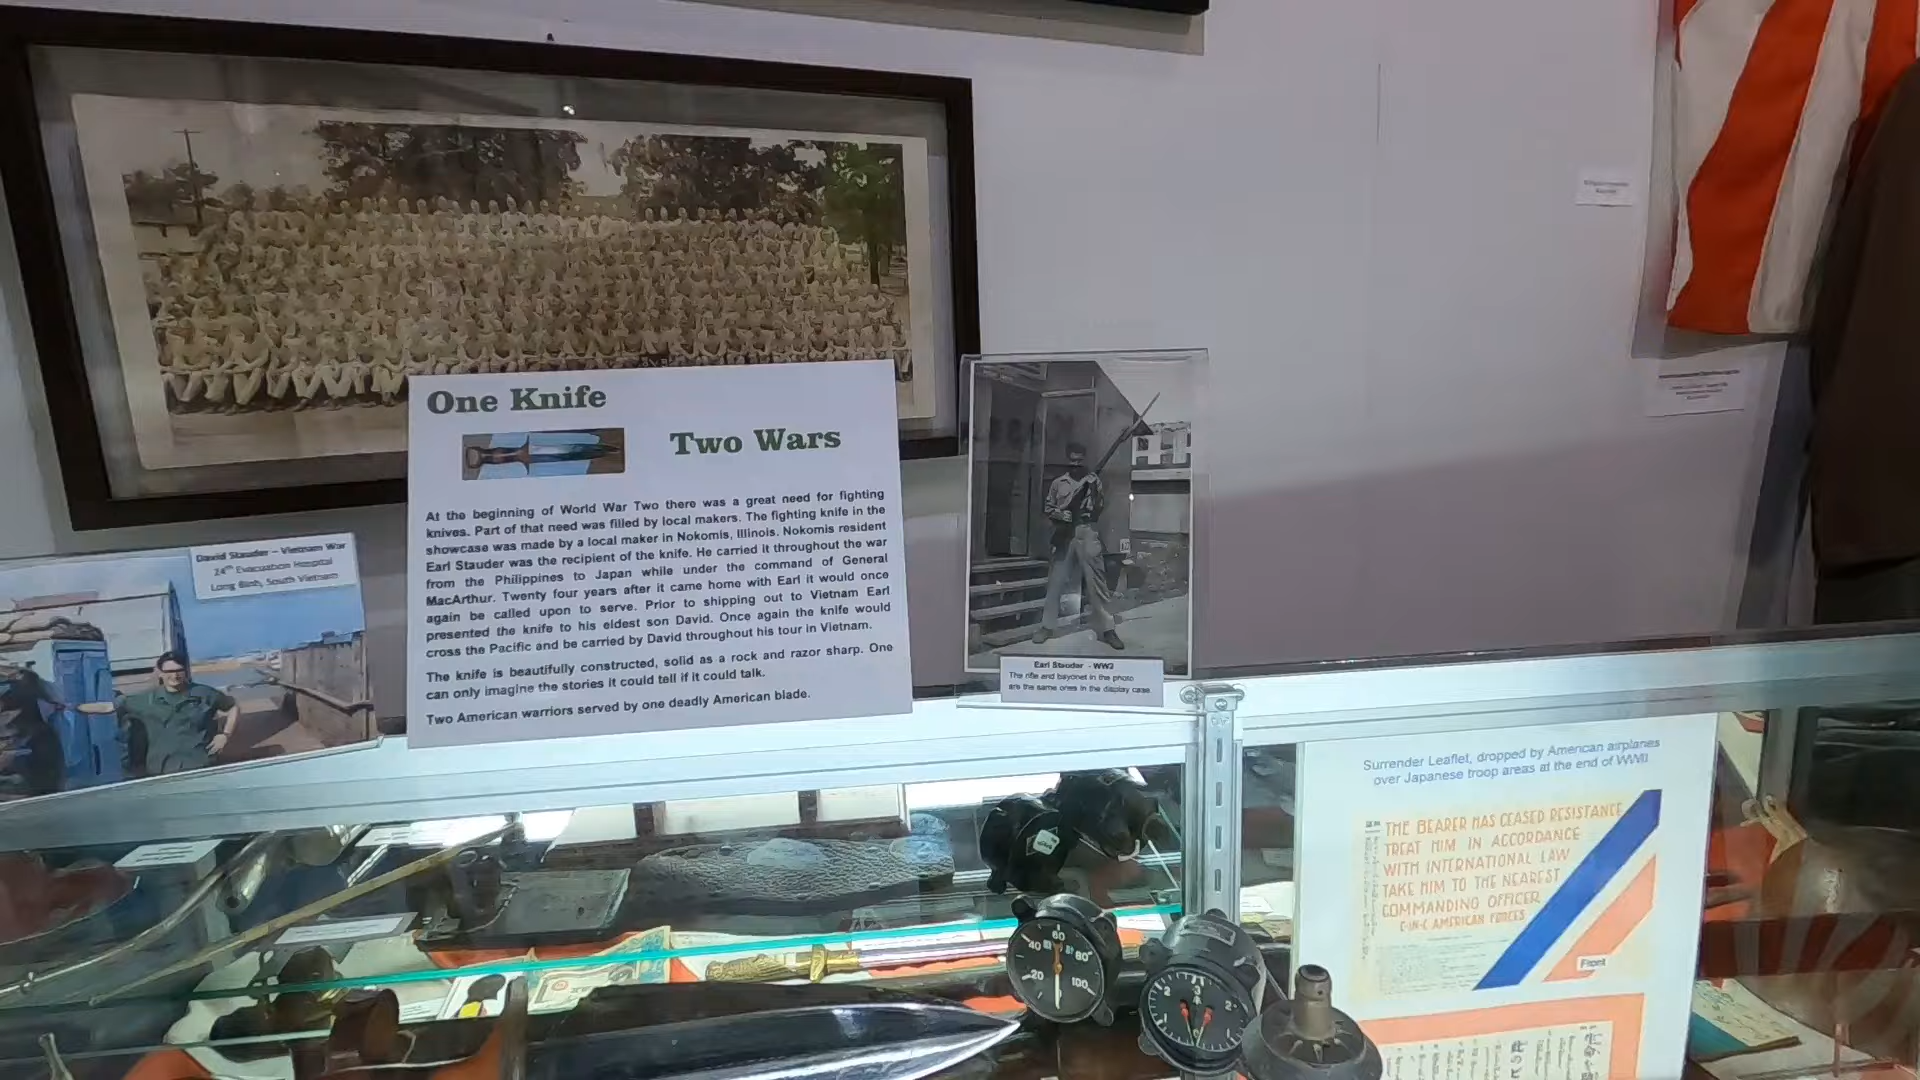 One Knife
Two Wars
At the beginning of World War Two there was a great need for fighting
knives. Part of that need was filled by local makers. The fighting knife in the
showcase was made by a local maker in Nokomis, Illinois. Nokomis resident
Earl Stauder was the recipient of the knife. He carried it throughout the war
from the Philippines to Japan while under the command of General
MacArthur. Twenty four years after it came home with Earl it would once
again be called upon to serve. Prior to shipping out to Vietnam Earl
presented the knife to his eldest son David. Once again the knife would
cross the Pacific and be carried by David throughout his tour in Vietnam.
The knife is beautifully constructed, solid as a rock and razor sharp. One
can only imagine the stories it could tell if it could talk.
Two American warriors served by one deadly American blade.
David Stauder – Vietnam War
24th Evacuation Hospital
Long Binh, South Vietnam
Earl Stauder - WW2
The rifle and bayonet in the photo
are the same ones in the display case.
Surrender Leaflet, dropped by American airplanes
over Japanese troop areas at the end of WWII
THE BEARER HAS CEASED RESISTANCE
TREAT HIM IN ACCORDANCE
WITH INTERNATIONAL LAW
TAKE HIM TO THE NEAREST
COMMANDING OFFICER
C-IN-C AMERICAN FORCES
Front
20 40 60 80 100
2 3 2